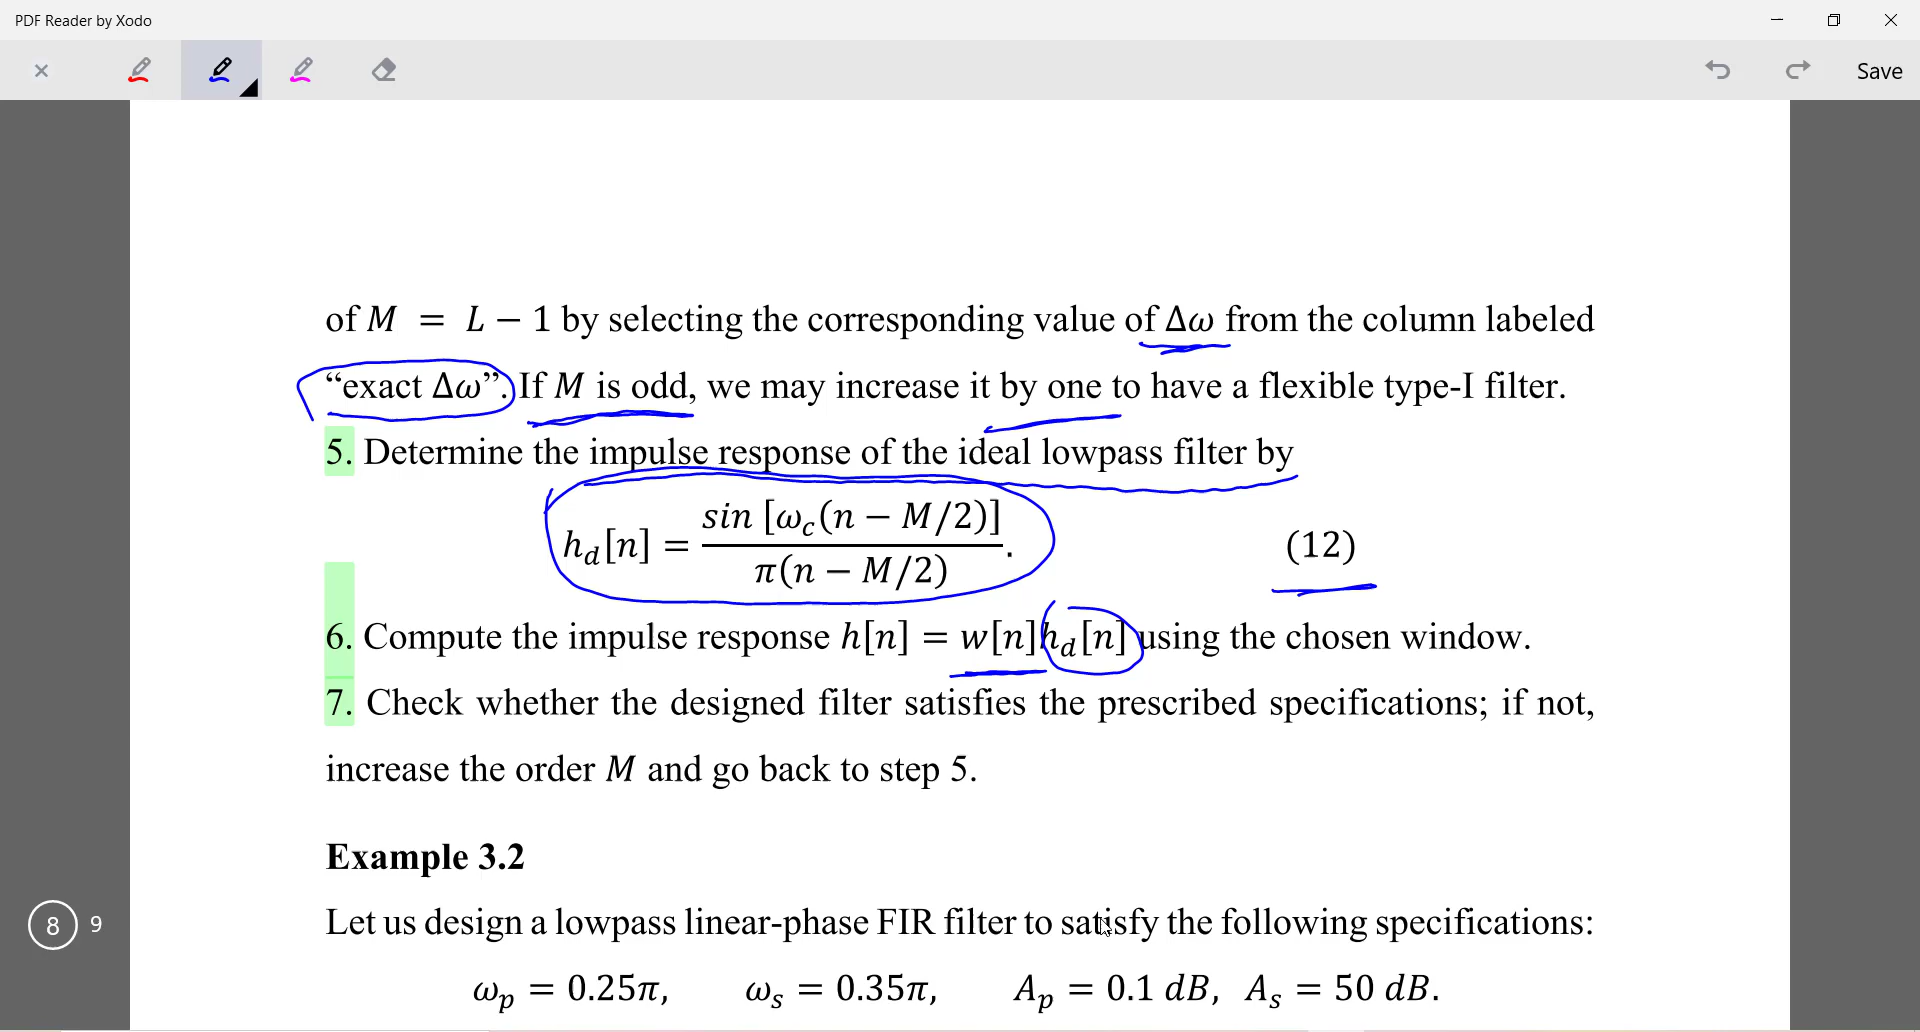 PDF Reader by Xodo
Save
of M = L − 1 by selecting the corresponding value of Δω from the column labeled
“exact Δω”. If M is odd, we may increase it by one to have a flexible type-I filter.
5. Determine the impulse response of the ideal lowpass filter by
h_d[n] = sin [ω_c(n − M/2)] / π(n − M/2). (12)
6. Compute the impulse response h[n] = w[n]h_d[n] using the chosen window.
7. Check whether the designed filter satisfies the prescribed specifications; if not,
increase the order M and go back to step 5.
Example 3.2
Let us design a lowpass linear-phase FIR filter to satisfy the following specifications:
ω_p = 0.25π, ω_s = 0.35π, A_p = 0.1 dB, A_s = 50 dB.
8 9